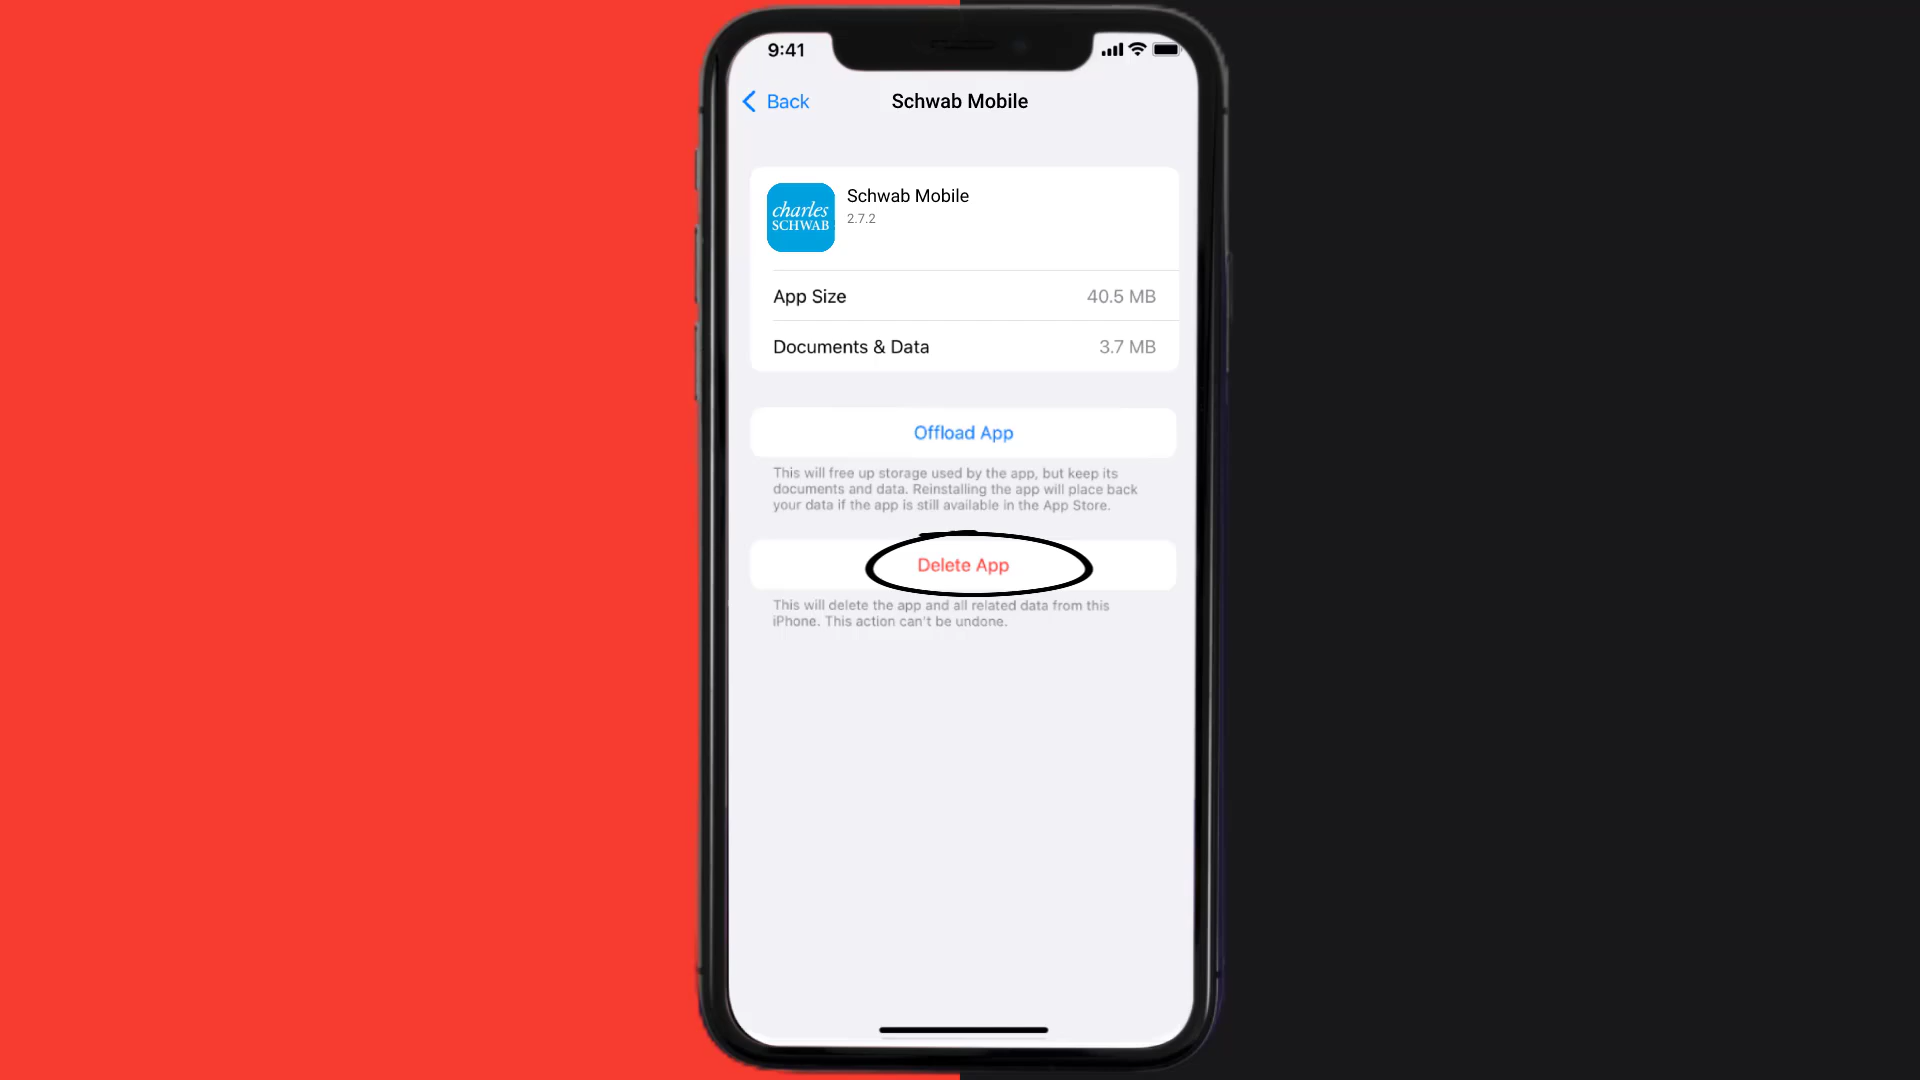 9:41
Back
Schwab Mobile
charles
SCHWAB
Schwab Mobile
2.7.2
App Size 40.5 MB
Documents & Data 3.7 MB
Offload App
This will free up storage used by the app, but keep its
documents and data. Reinstalling the app will place back
your data if the app is still available in the App Store.
Delete App
This will delete the app and all related data from this
iPhone. This action can't be undone.